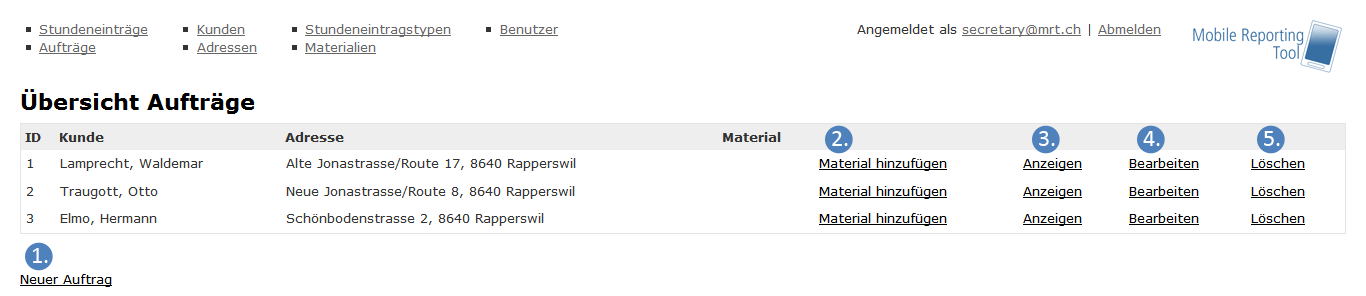 Stundeneinträge Kunden Stundeneintragstypen Benutzer Angemeldet als secretary@mrt.ch | Abmelden
Aufträge Adressen Materialien
Mobile Reporting
Tool
Übersicht Aufträge
ID Kunde Adresse Material 2. 3. 4. 5.
1 Lamprecht, Waldemar Alte Jonastrasse/Route 17, 8640 Rapperswil Material hinzufügen Anzeigen Bearbeiten Löschen
2 Traugott, Otto Neue Jonastrasse/Route 8, 8640 Rapperswil Material hinzufügen Anzeigen Bearbeiten Löschen
3 Elmo, Hermann Schönbodenstrasse 2, 8640 Rapperswil Material hinzufügen Anzeigen Bearbeiten Löschen
1.
Neuer Auftrag